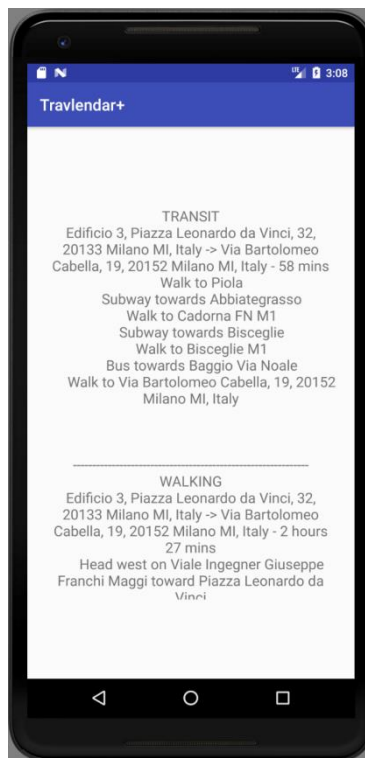 LTE 3:08
Travlendar+
TRANSIT
Edificio 3, Piazza Leonardo da Vinci, 32,
20133 Milano MI, Italy -> Via Bartolomeo
Cabella, 19, 20152 Milano MI, Italy - 58 mins
Walk to Piola
Subway towards Abbiategrasso
Walk to Cadorna FN M1
Subway towards Bisceglie
Walk to Bisceglie M1
Bus towards Baggio Via Noale
Walk to Via Bartolomeo Cabella, 19, 20152
Milano MI, Italy
------------------------------------------------------------
WALKING
Edificio 3, Piazza Leonardo da Vinci, 32,
20133 Milano MI, Italy -> Via Bartolomeo
Cabella, 19, 20152 Milano MI, Italy - 2 hours
27 mins
Head west on Viale Ingegner Giuseppe
Franchi Maggi toward Piazza Leonardo da
Vinci